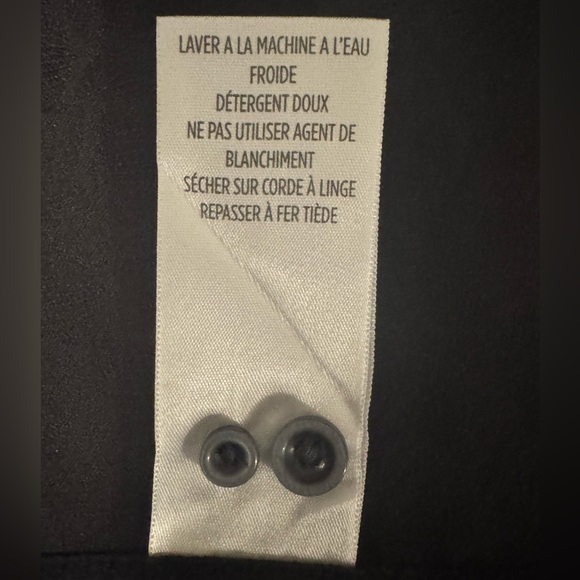 LAVER A LA MACHINE A L'EAU
FROIDE
DÉTERGENT DOUX
NE PAS UTILISER AGENT DE
BLANCHIMENT
SÉCHER SUR CORDE À LINGE
REPASSER À FER TIÈDE